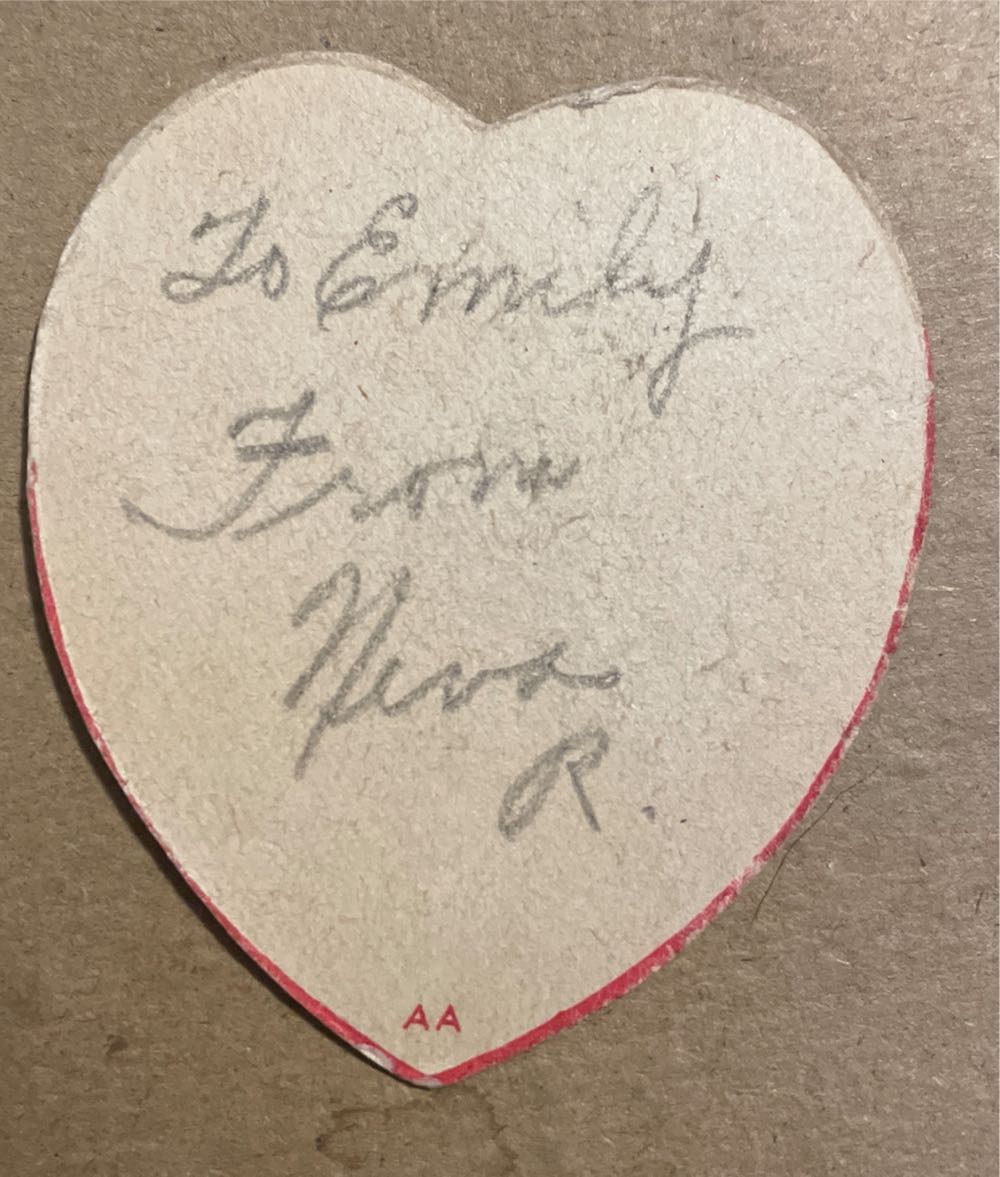 To Emily
From
Neva
R.
AA